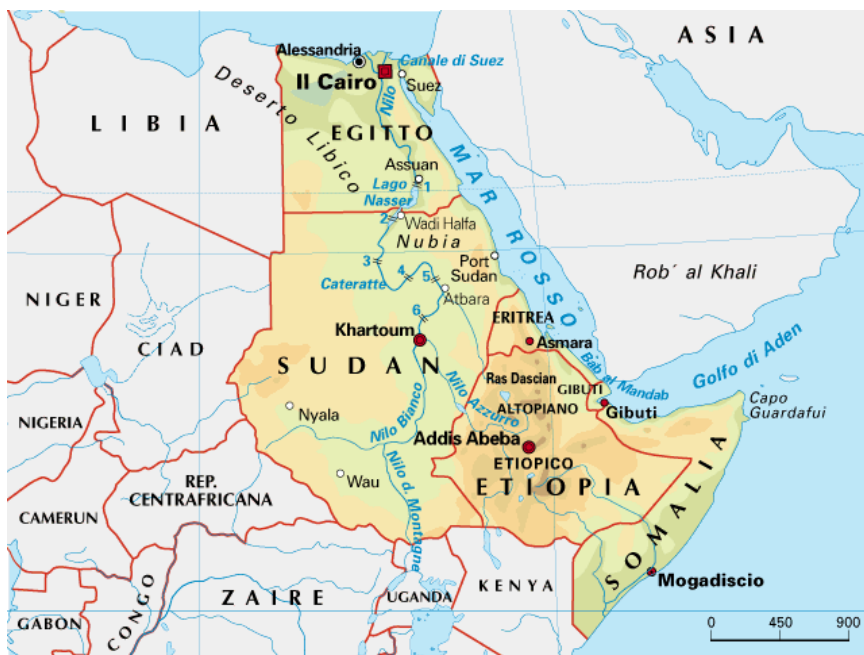 ASIA
Alessandria
Canale di Suez
Il Cairo
Suez
Nilo
Deserto Libico
LIBIA
EGITTO
MAR ROSSO
Assuan
1
Lago
Nasser
2
Wadi Halfa
Nubia
3
4
5
Port
Sudan
Rob' al Khali
Cateratte
Atbara
NIGER
6
ERITREA
Khartoum
Asmara
CIAD
SUDAN
Bab al Mandab
Golfo di Aden
Ras Dascian
GIBUTI
Nilo Azzurro
Capo
Guardafui
Nyala
Nilo Bianco
ALTOPIANO
Gibuti
NIGERIA
Addis Abeba
ETIOPICO
Wau
Nilo d. Montagne
REP.
CENTRAFRICANA
ETIOPIA
SOMALIA
CAMERUN
Mogadiscio
KENYA
ZAIRE
UGANDA
CONGO
GABON
0 450 900